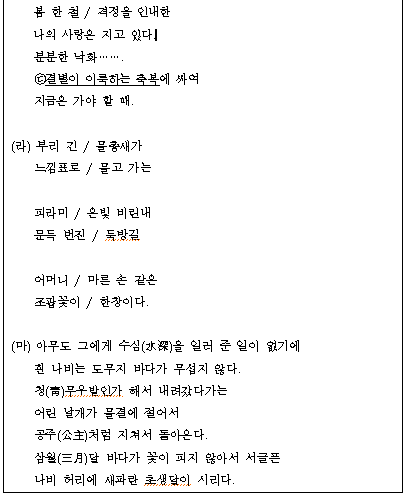 봄 한 철 / 격정을 인내한
나의 사랑은 지고 있다.
분분한 낙화…….
ⓒ결별이 이룩하는 축복에 싸여
지금은 가야 할 때.
(라) 부리 긴 / 물총새가
느낌표로 / 물고 가는
피라미 / 은빛 비린내
문득 번진 / 둑방길
어머니 / 마른 손 같은
조팝꽃이 / 한창이다.
(마) 아무도 그에게 수심(水深)을 일러 준 일이 없기에
흰 나비는 도무지 바다가 무섭지 않다.
청(靑)무우밭인가 해서 내려갔다가는
어린 날개가 물결에 절어서
공주(公主)처럼 지쳐서 돌아온다.
삼월(三月)달 바다가 꽃이 피지 않아서 서글픈
나비 허리에 새파란 초생달이 시리다.